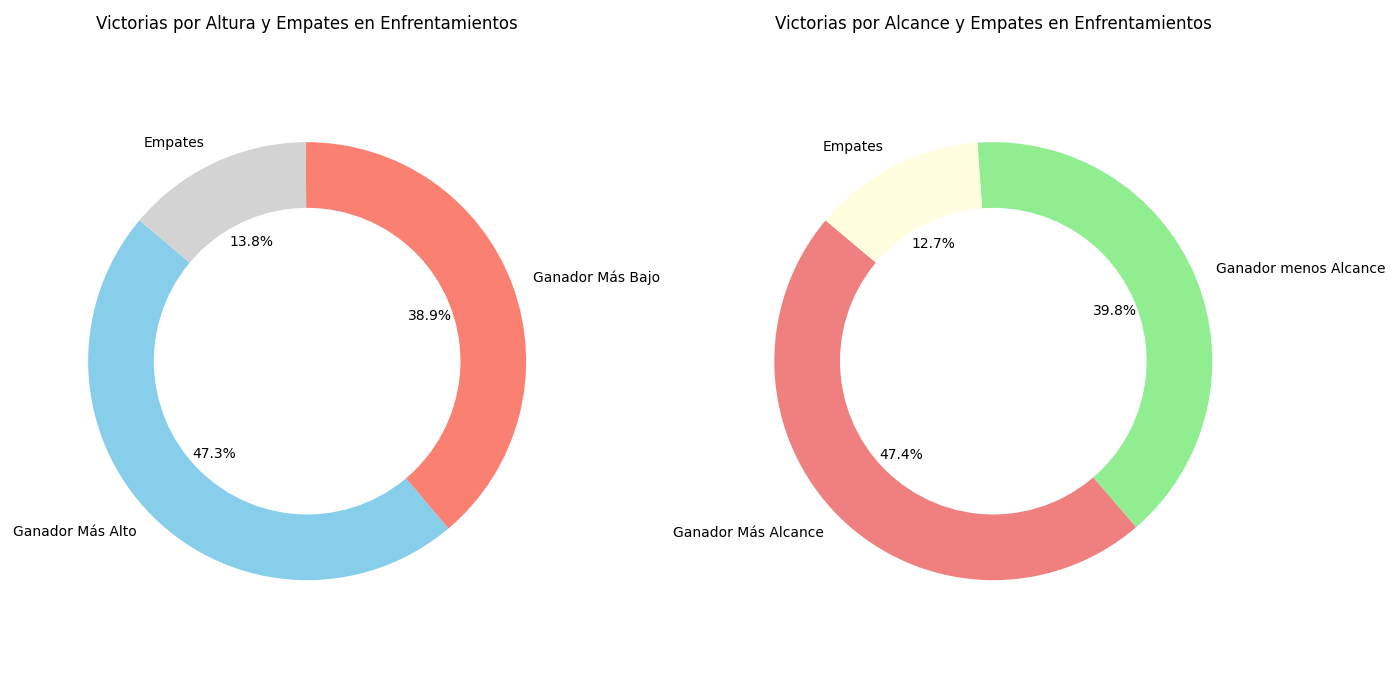 Victorias por Altura y Empates en Enfrentamientos
Empates
13.8%
Ganador Más Bajo
38.9%
47.3%
Ganador Más Alto
Victorias por Alcance y Empates en Enfrentamientos
Empates
12.7%
Ganador menos Alcance
39.8%
47.4%
Ganador Más Alcance